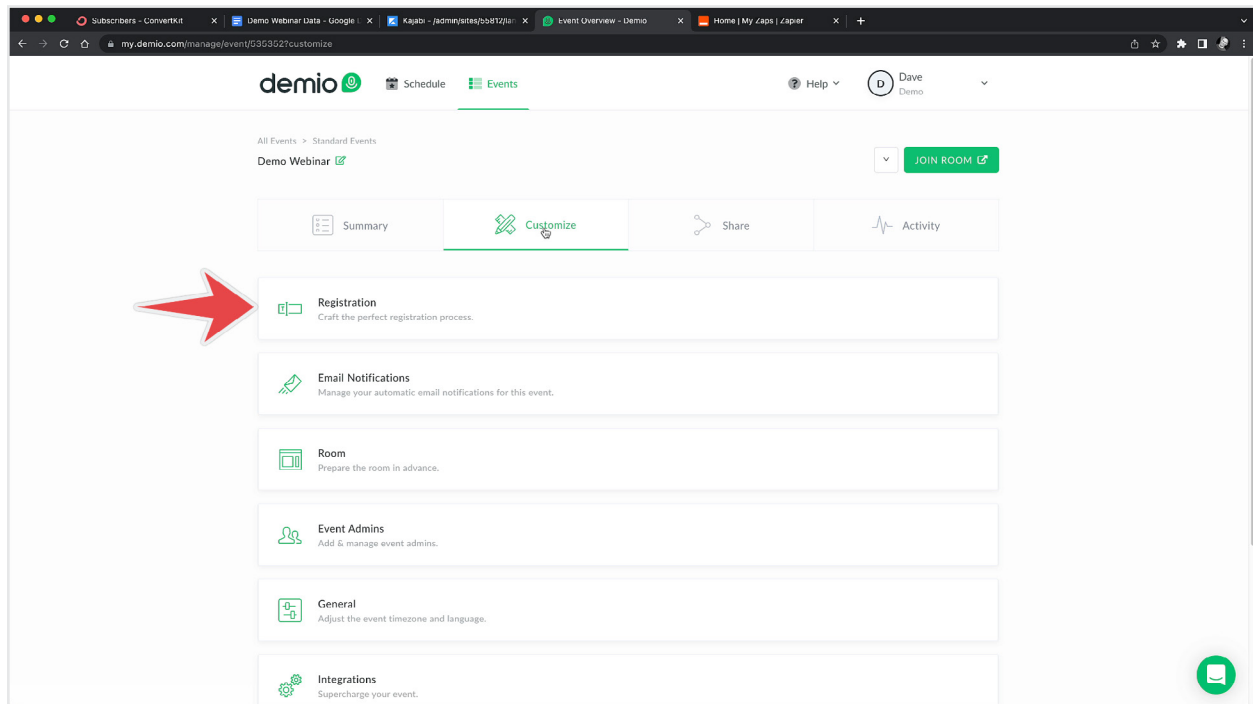 Subscribers - ConvertKit
Demo Webinar Data - Google
Kajabi - /admin/sites/55812/lan
Event Overview - Demio
Home | My Zaps | Zapier
my.demio.com/manage/event/535352?customize
demio
Schedule
Events
Help
D
Dave
Demo
All Events > Standard Events
Demo Webinar
JOIN ROOM
Summary
Customize
Share
Activity
Registration
Craft the perfect registration process.
Email Notifications
Manage your automatic email notifications for this event.
Room
Prepare the room in advance.
Event Admins
Add & manage event admins.
General
Adjust the event timezone and language.
Integrations
Supercharge your event.